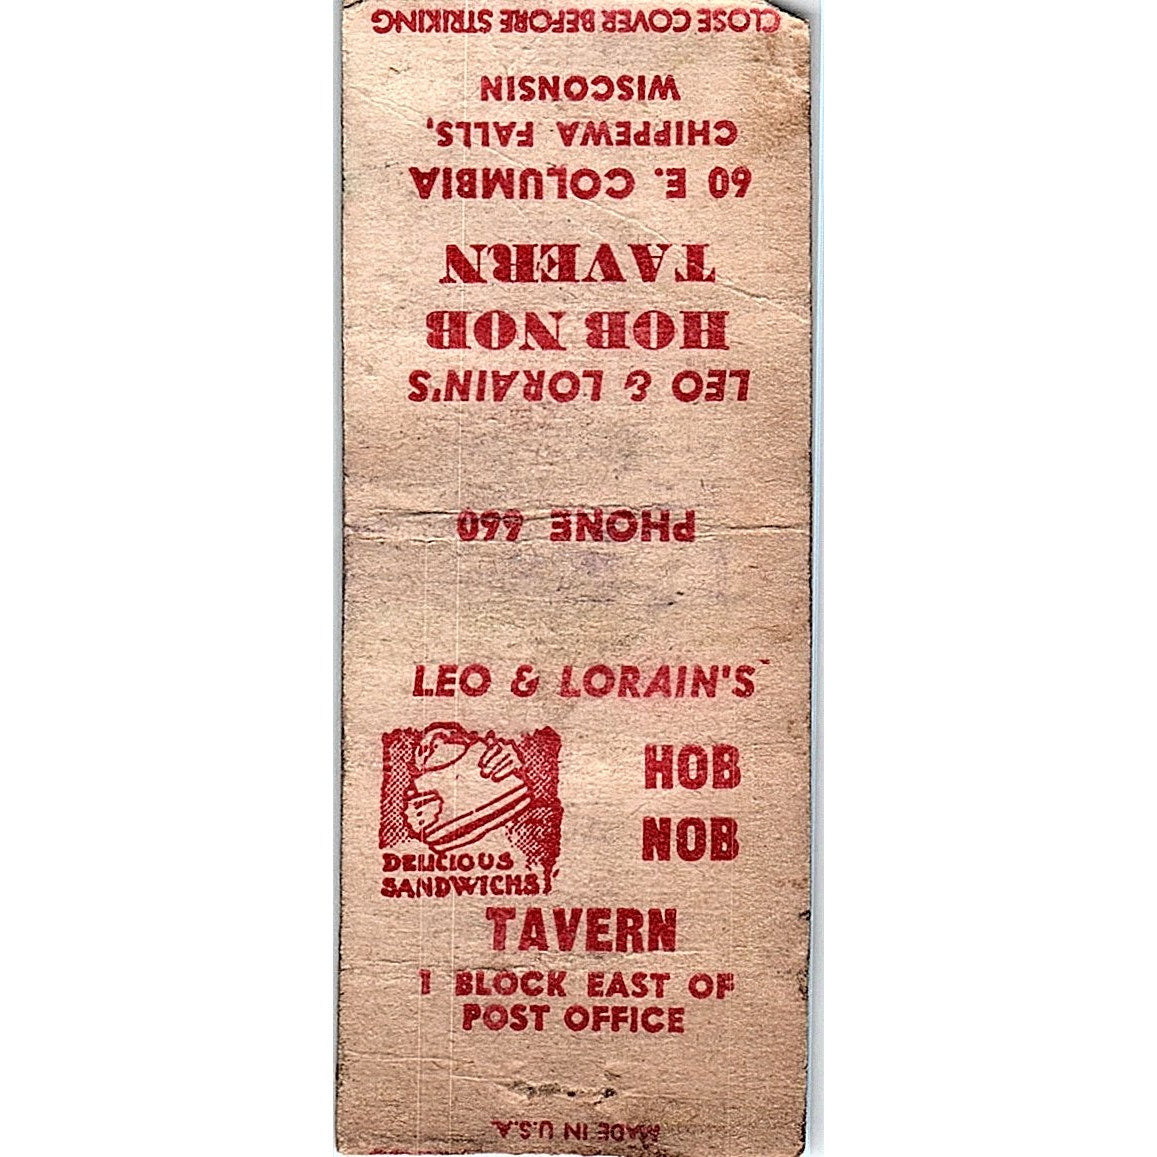 CLOSE COVER BEFORE STRIKING
LEO & LORAIN'S
HOB NOB
TAVERN
60 E. COLUMBIA
CHIPPEWA FALLS,
WISCONSIN
PHONE 660
LEO & LORAIN'S
HOB
NOB
DELICIOUS
SANDWICHS
TAVERN
1 BLOCK EAST OF
POST OFFICE
MADE IN U.S.A.